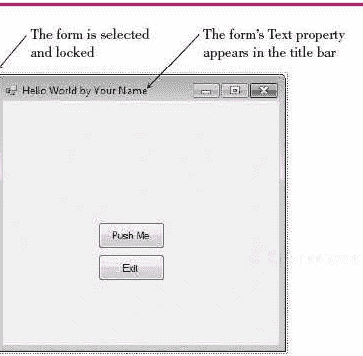 The form is selected
and locked
The form's Text property
appears in the title bar
Hello World by Your Name
Push Me
Exit